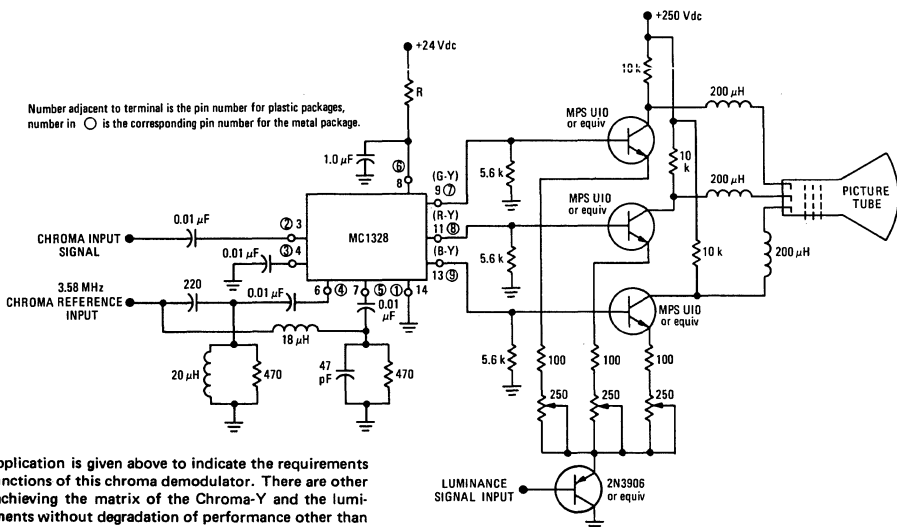 +250 Vdc
+24 Vdc
10 k
200 μH
R
Number adjacent to terminal is the pin number for plastic packages,
number in ○ is the corresponding pin number for the metal package.
MPS U10
or equiv
1.0 μF
⑥
8
(G-Y)
9 ⑦
5.6 k
10
k
200 μH
MPS U10
or equiv
PICTURE
TUBE
0.01 μF
② 3
MC1328
(R-Y)
11 ⑧
CHROMA INPUT
SIGNAL
0.01 μF
③ 4
(B-Y)
13 ⑨
5.6 k
10 k
200 μH
3.58 MHz
CHROMA REFERENCE
INPUT
220
0.01 μF
6 ④
7 ⑤
① 14
0.01
μF
MPS U10
or equiv
18 μH
20 μH
470
47
pF
470
5.6 k
100
100
100
250
250
250
pplication is given above to indicate the requirements
nctions of this chroma demodulator. There are other
chieving the matrix of the Chroma-Y and the lumi-
ments without degradation of performance other than
LUMINANCE
SIGNAL INPUT
2N3906
or equiv